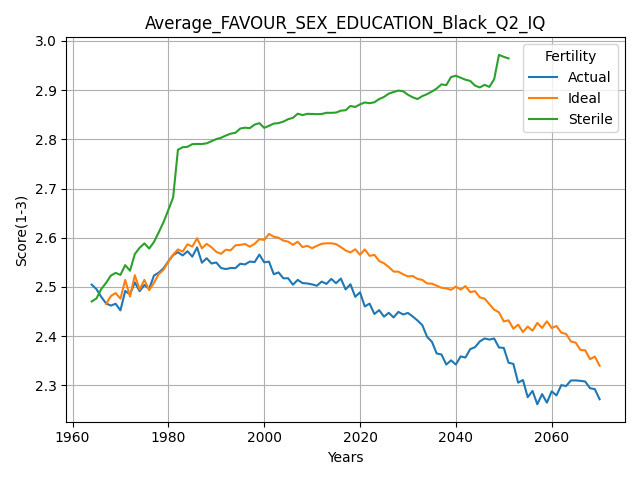 Average_FAVOUR_SEX_EDUCATION_Black_Q2_IQ
3.0
2.9
2.8
2.7
2.6
2.5
2.4
2.3
Score(1-3)
Fertility
Actual
Ideal
Sterile
1960
1980
2000
2020
2040
2060
Years